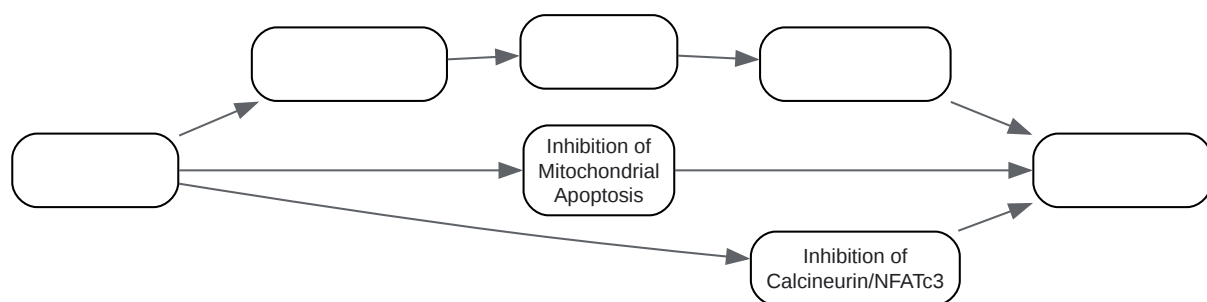 Inhibition of
Mitochondrial
Apoptosis
Inhibition of
Calcineurin/NFATc3